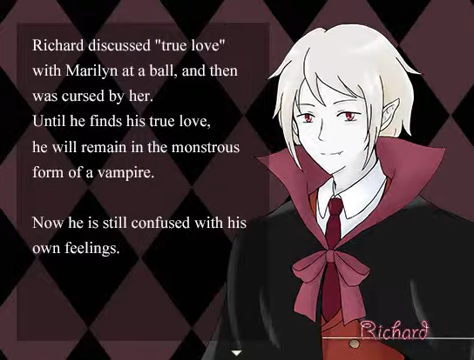 Richard discussed "true love"
with Marilyn at a ball, and then
was cursed by her.
Until he finds his true love,
he will remain in the monstrous
form of a vampire.
Now he is still confused with his
own feelings.
Richard